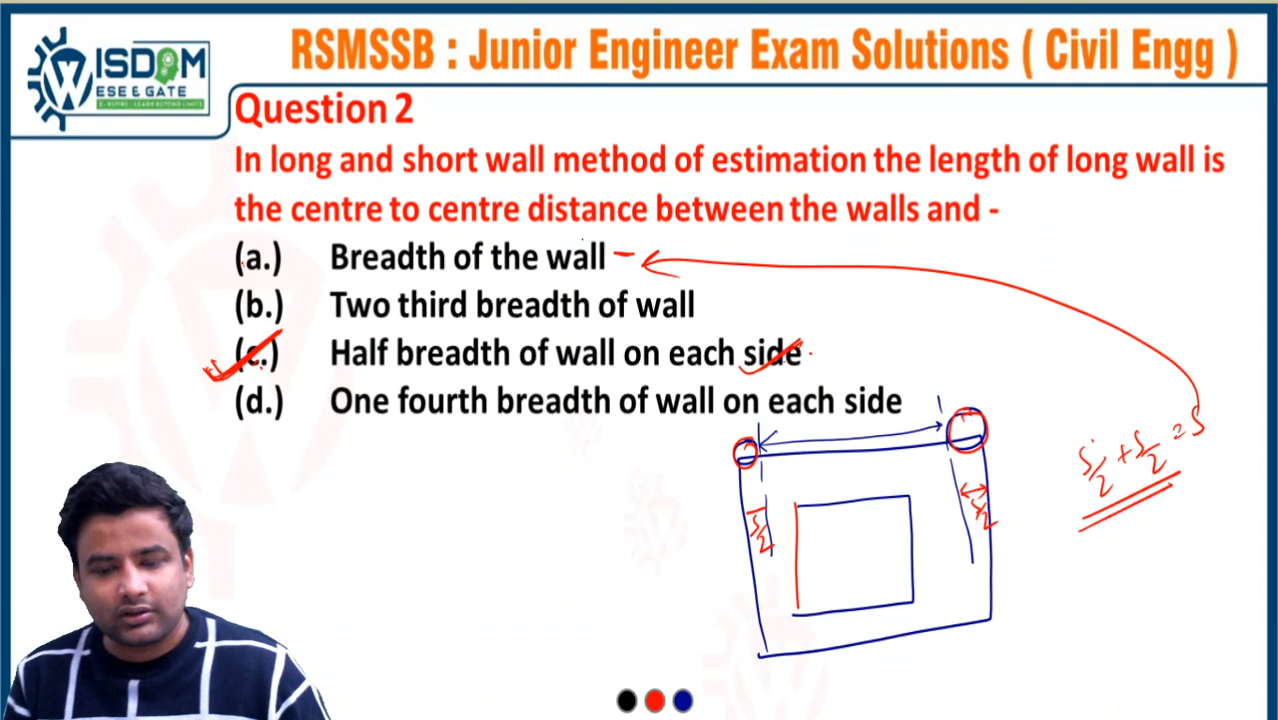 RSMSSB : Junior Engineer Exam Solutions ( Civil Engg )
WISDOM
ESE & GATE
Question 2
In long and short wall method of estimation the length of long wall is
the centre to centre distance between the walls and -
(a.) Breadth of the wall -
(b.) Two third breadth of wall
(c.) Half breadth of wall on each side
(d.) One fourth breadth of wall on each side